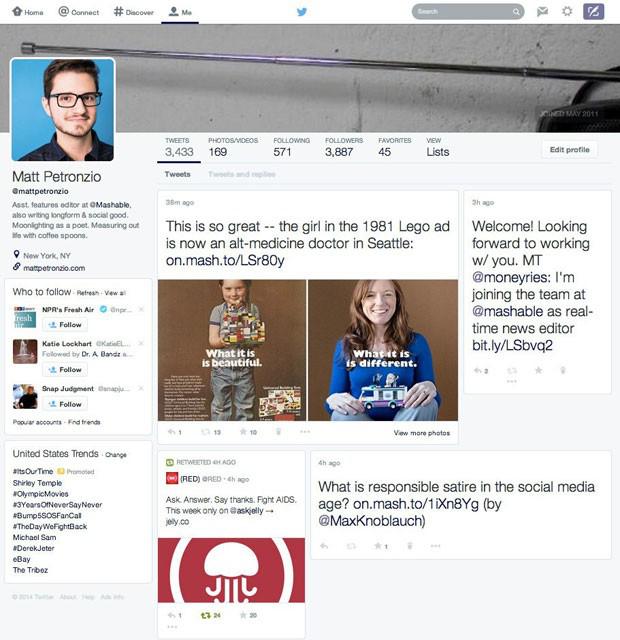 Home
Connect
Discover
Me
Search
JOINED MAY 2011
TWEETS
3,433
PHOTOS/VIDEOS
169
FOLLOWING
571
FOLLOWERS
3,887
FAVORITES
45
VIEW
Lists
Edit profile
Tweets
Tweets and replies
Matt Petronzio
@mattpetronzio
Asst. features editor at @Mashable,
also writing longform & social good.
Moonlighting as a poet. Measuring out
life with coffee spoons.
New York, NY
mattpetronzio.com
Who to follow · Refresh · View all
NPR's Fresh Air @npr...
Follow
Katie Lockhart @KatieEL...
Followed by Dr. A. Bandz a...
Follow
Snap Judgment @snapju...
Follow
Popular accounts · Find friends
United States Trends · Change
#ItsOurTime Promoted
Shirley Temple
#OlympicMovies
#3YearsOfNeverSayNever
#Bump5SOSFanCall
#TheDayWeFightBack
Michael Sam
#DerekJeter
eBay
The Tribez
© 2014 Twitter About Help Ads info
38m ago
This is so great -- the girl in the 1981 Lego ad
is now an alt-medicine doctor in Seattle:
on.mash.to/LSr80y
What it is
is beautiful.
What it is
is different.
1
13
10
View more photos
3h ago
Welcome! Looking
forward to working
w/ you. MT
@moneyries: I'm
joining the team at
@mashable as real-
time news editor
bit.ly/LSbvq2
2
RETWEETED 4H AGO
(RED) @RED · 4h ago
Ask. Answer. Say thanks. Fight AIDS.
This week only @askjelly →
jelly.co
1
24
20
4h ago
What is responsible satire in the social media
age? on.mash.to/1iXn8Yg (by
@MaxKnoblauch)
1